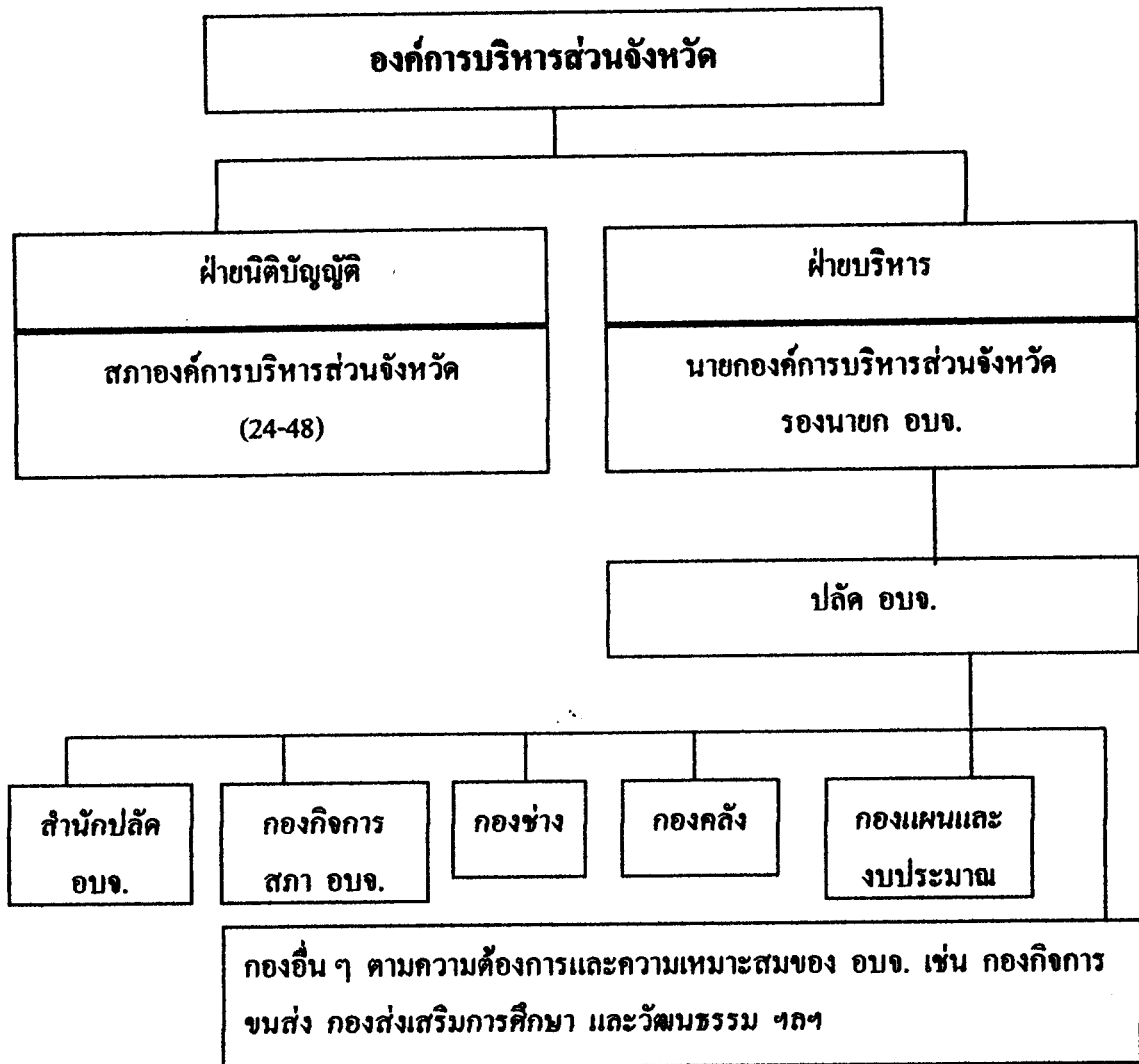 องค์การบริหารส่วนจังหวัด
ฝ่ายนิติบัญญัติ
สภาองค์การบริหารส่วนจังหวัด
(24-48)
ฝ่ายบริหาร
นายกองค์การบริหารส่วนจังหวัด
รองนายก อบจ.
ปลัด อบจ.
สำนักปลัด
อบจ.
กองกิจการ
สภา อบจ.
กองช่าง
กองคลัง
กองแผนและ
งบประมาณ
กองอื่น ๆ ตามความต้องการและความเหมาะสมของ อบจ. เช่น กองกิจการ
ขนส่ง กองส่งเสริมการศึกษา และวัฒนธรรม ฯลฯ